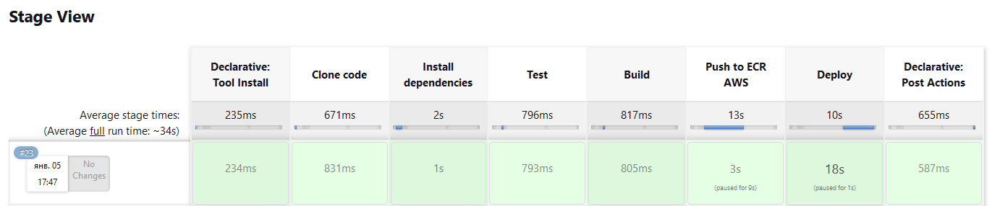 Stage View
Declarative:
Tool Install
Clone code
Install
dependencies
Test
Build
Push to ECR
AWS
Deploy
Declarative:
Post Actions
Average stage times:
(Average full run time: ~34s)
235ms
671ms
2s
796ms
817ms
13s
10s
655ms
#23
янв. 05
17:47
No
Changes
234ms
831ms
1s
793ms
805ms
3s
(paused for 9s)
18s
(paused for 1s)
587ms